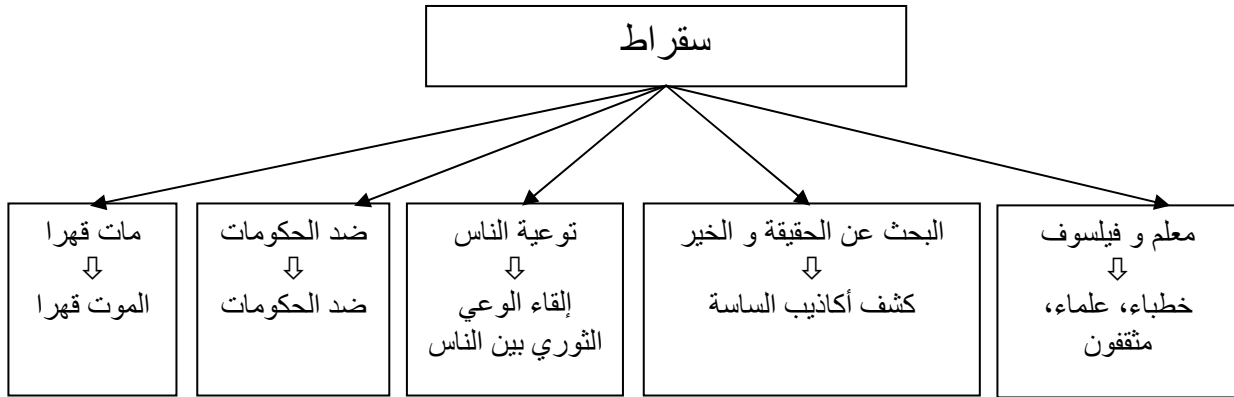 سقراط
معلم و فيلسوف
⇩
خطباء، علماء،
مثقفون
البحث عن الحقيقة و الخير
⇩
كشف أكاذيب الساسة
توعية الناس
⇩
إلقاء الوعي
الثوري بين الناس
ضد الحكومات
⇩
ضد الحكومات
مات قهرا
⇩
الموت قهرا